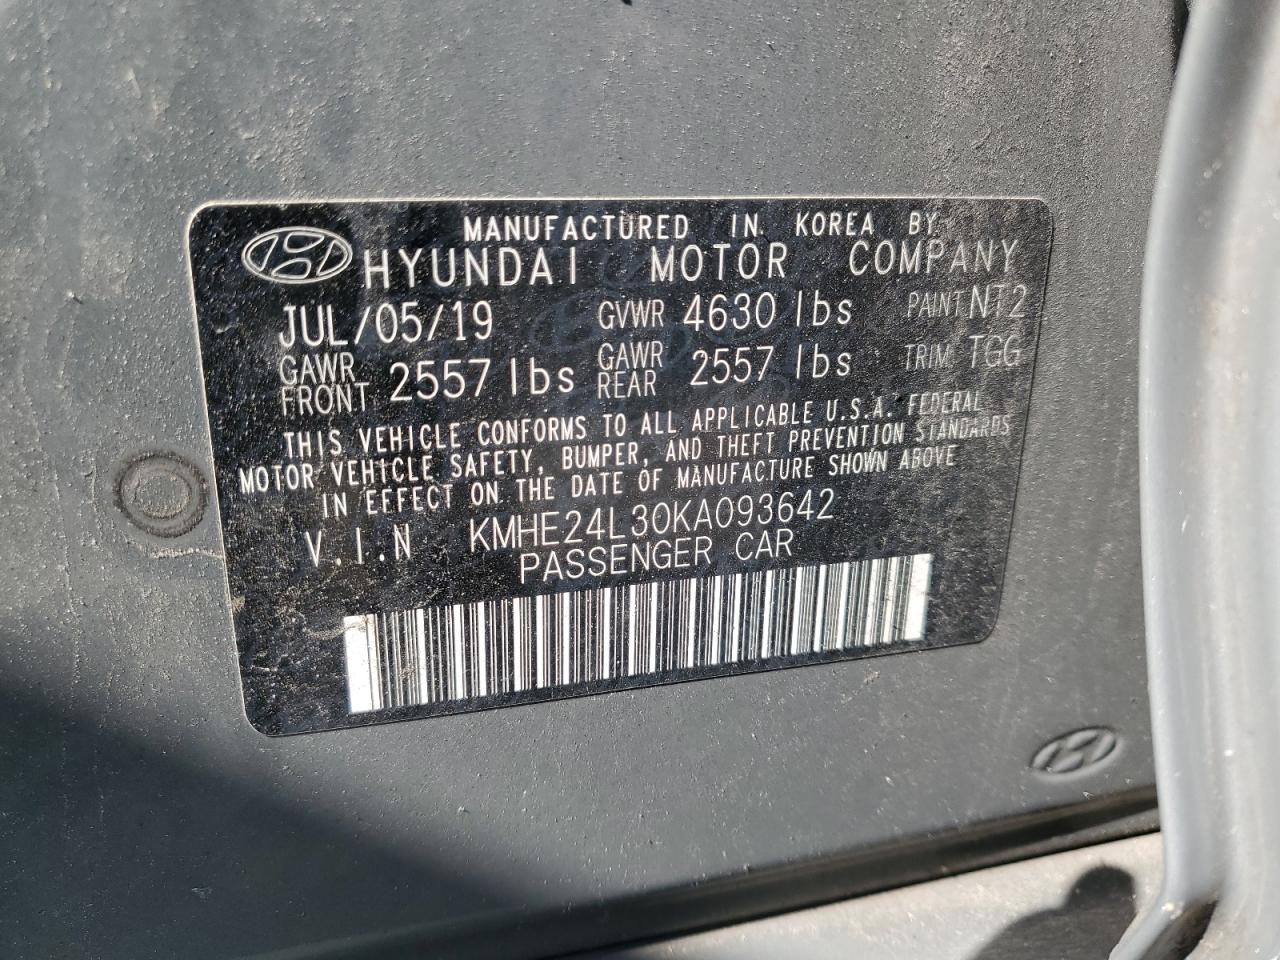 MANUFACTURED IN KOREA BY
HYUNDAI MOTOR COMPANY
JUL/05/19 GVWR 4630 lbs PAINT NT2
GAWR FRONT 2557 lbs GAWR REAR 2557 lbs TRIM TGG
THIS VEHICLE CONFORMS TO ALL APPLICABLE U.S.A. FEDERAL
MOTOR VEHICLE SAFETY, BUMPER, AND THEFT PREVENTION STANDARDS
IN EFFECT ON THE DATE OF MANUFACTURE SHOWN ABOVE
V.I.N KMHE24L30KA093642
PASSENGER CAR